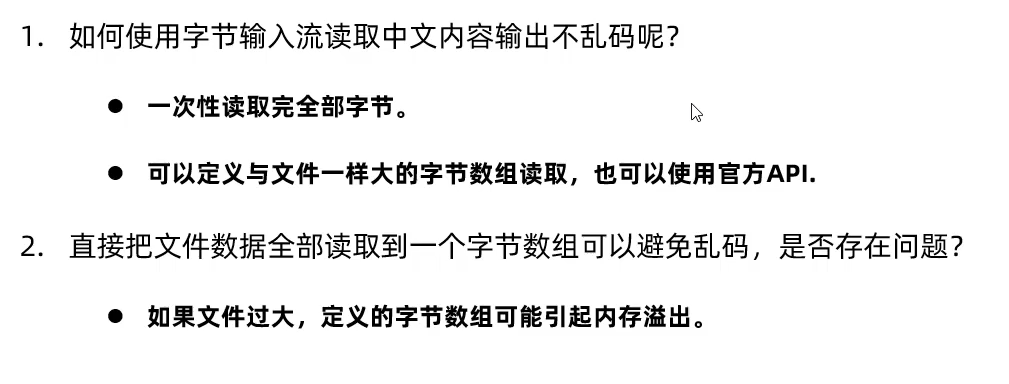 1. 如何使用字节输入流读取中文内容输出不乱码呢？
● 一次性读取完全部字节。
● 可以定义与文件一样大的字节数组读取，也可以使用官方API.
2. 直接把文件数据全部读取到一个字节数组可以避免乱码，是否存在问题？
● 如果文件过大，定义的字节数组可能引起内存溢出。